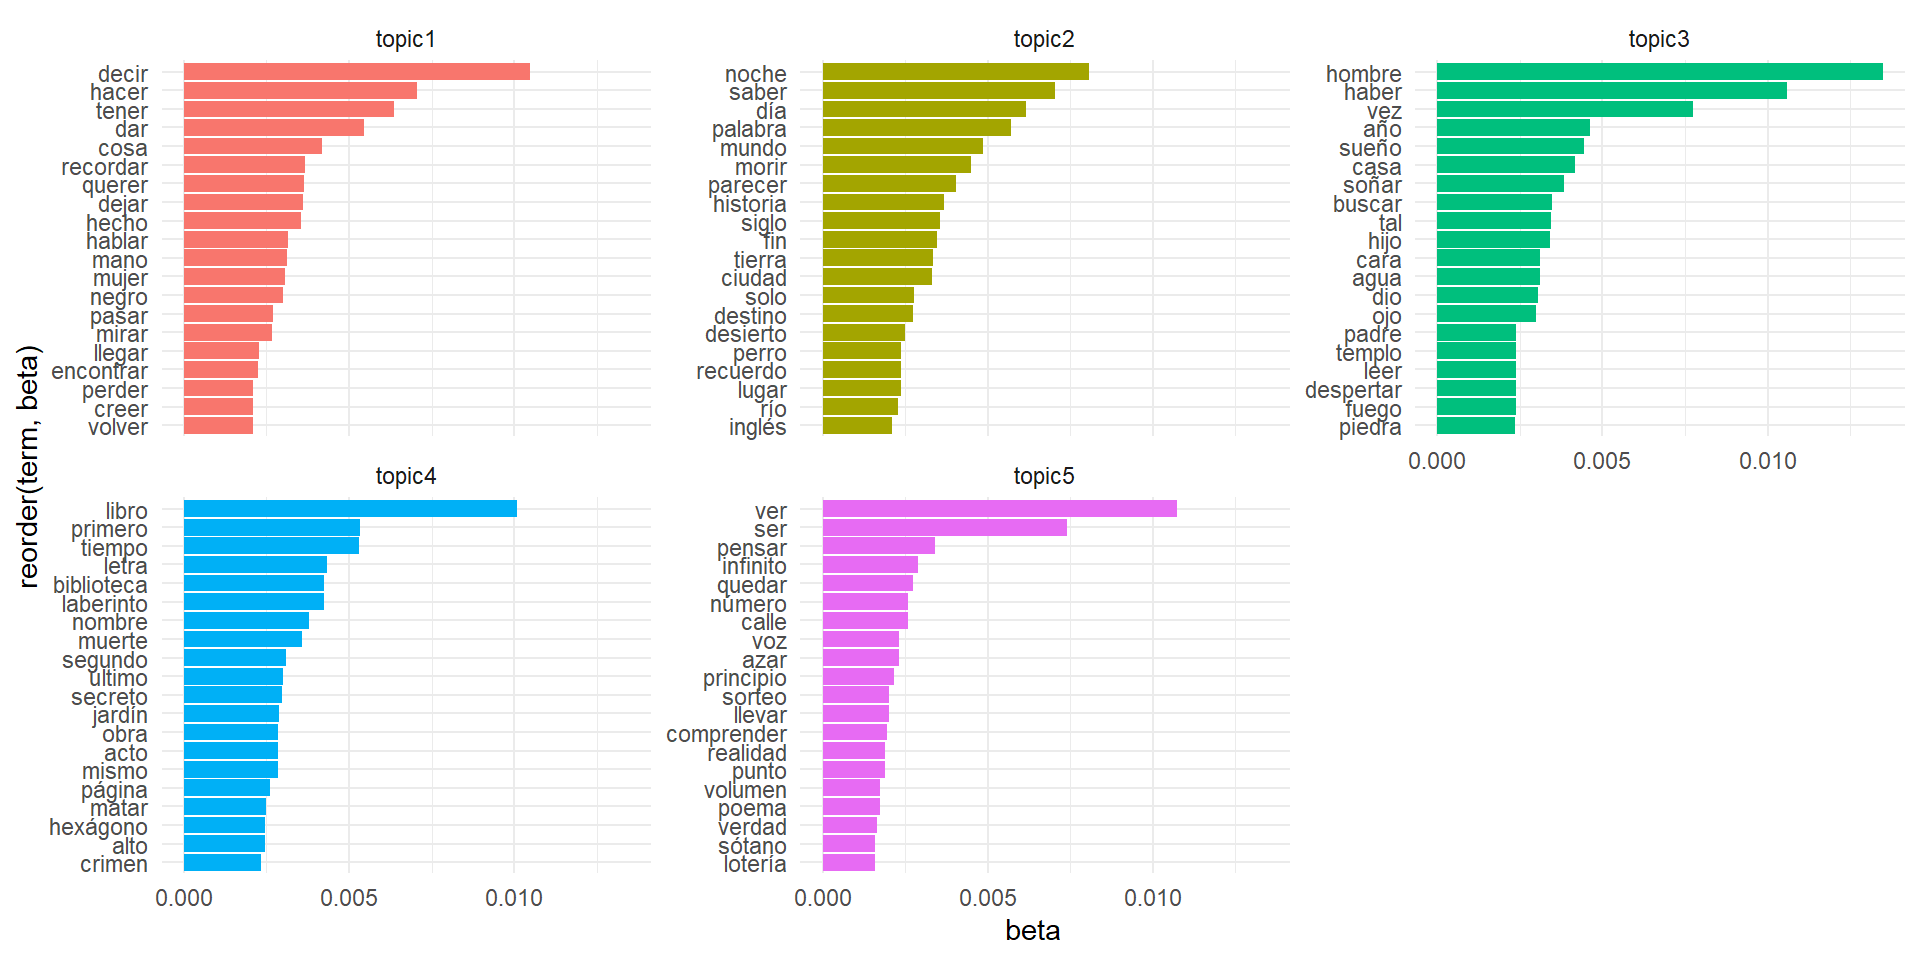 topic1
decir
hacer
tener
dar
cosa
recordar
querer
dejar
hecho
hablar
mano
mujer
negro
pasar
mirar
llegar
encontrar
perder
creer
volver
topic2
noche
saber
día
palabra
mundo
morir
parecer
historia
siglo
fin
tierra
ciudad
solo
destino
desierto
perro
recuerdo
lugar
río
inglés
topic3
hombre
haber
vez
año
sueño
casa
soñar
buscar
tal
hijo
cara
agua
dio
ojo
padre
templo
leer
despertar
fuego
piedra
0.000 0.005 0.010
topic4
libro
primero
tiempo
letra
biblioteca
laberinto
nombre
muerte
segundo
último
secreto
jardín
obra
acto
mismo
página
matar
hexágono
alto
crimen
0.000 0.005 0.010
topic5
ver
ser
pensar
infinito
quedar
número
calle
voz
azar
principio
sorteo
llevar
comprender
realidad
punto
volumen
poema
verdad
sótano
lotería
0.000 0.005 0.010
beta
reorder(term, beta)